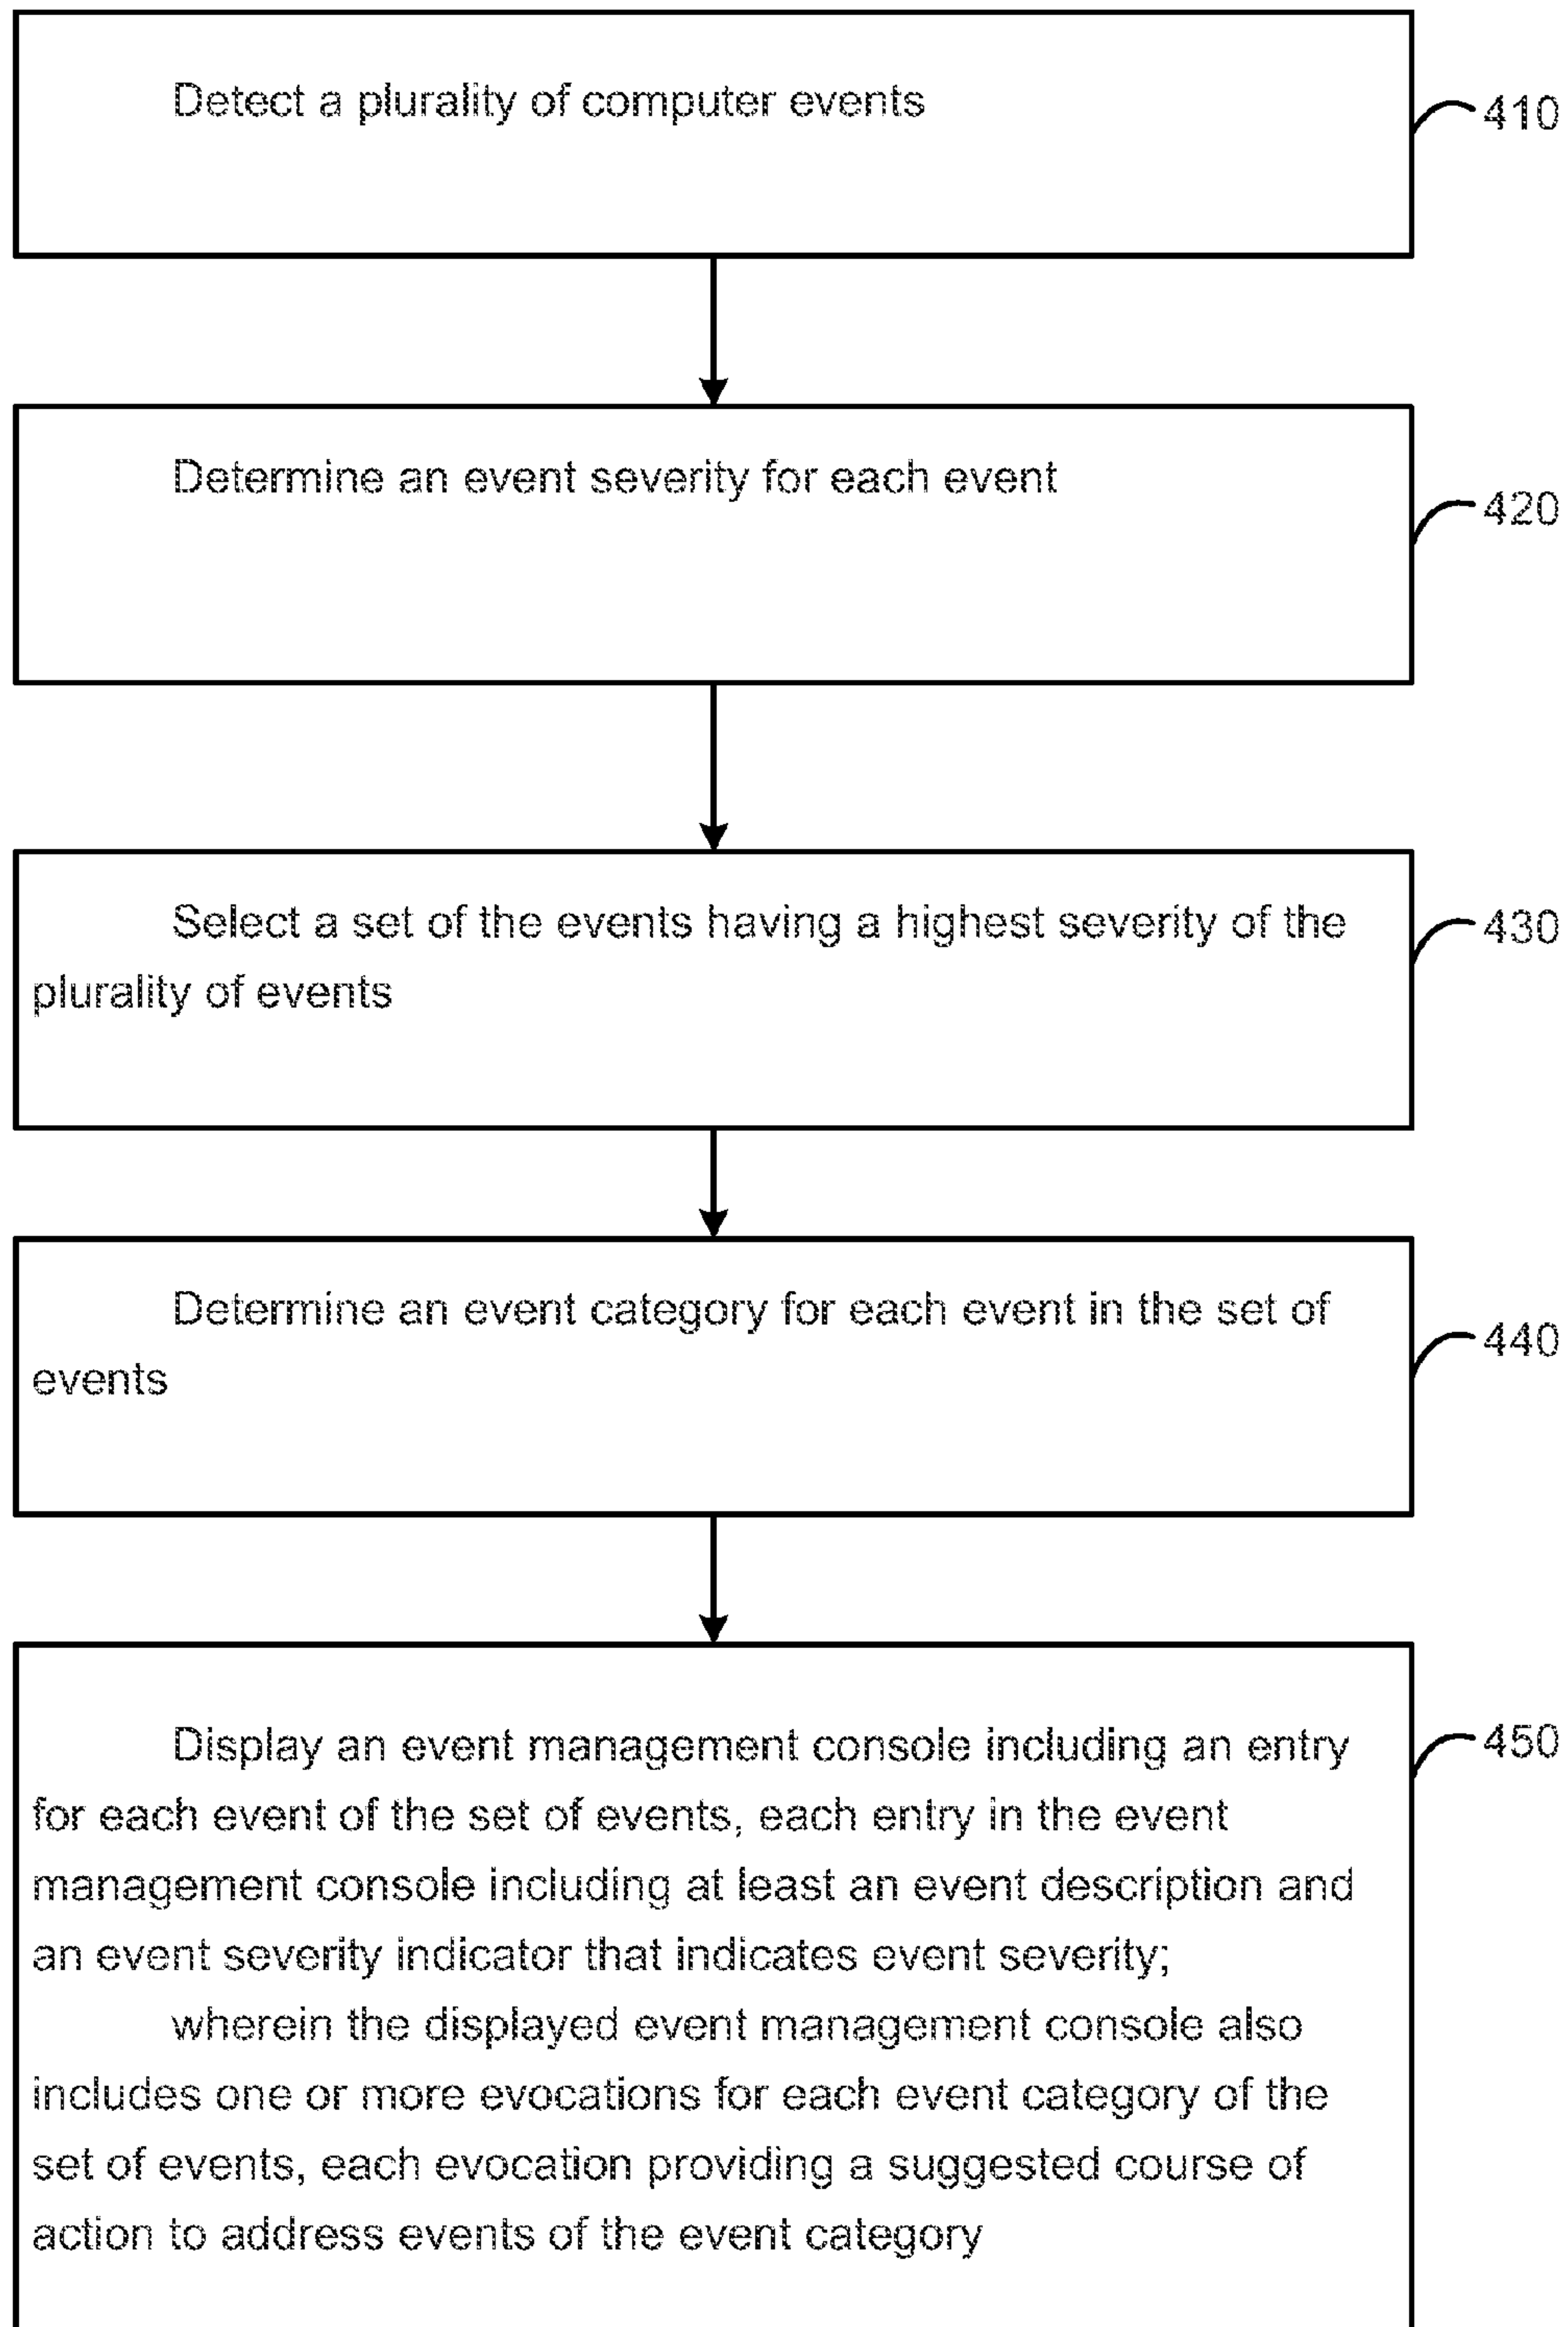 Detect a plurality of computer events
410
Determine an event severity for each event
420
Select a set of the events having a highest severity of the
plurality of events
430
Determine an event category for each event in the set of
events
440
Display an event management console including an entry
for each event of the set of events, each entry in the event
management console including at least an event description and
an event severity indicator that indicates event severity;
wherein the displayed event management console also
includes one or more evocations for each event category of the
set of events, each evocation providing a suggested course of
action to address events of the event category
450